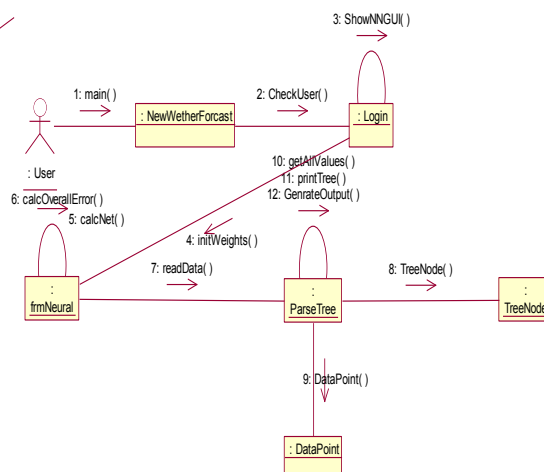 3: ShowNNGUI( )
1: main( )
2: CheckUser( )
: NewWetherForcast
: Login
: User
10: getAllValues( )
11: printTree( )
12: GenrateOutput( )
6: calcOverallError( )
5: calcNet( )
4: initWeights( )
7: readData( )
8: TreeNode( )
:
frmNeural
:
ParseTree
:
TreeNode
9: DataPoint( )
: DataPoint